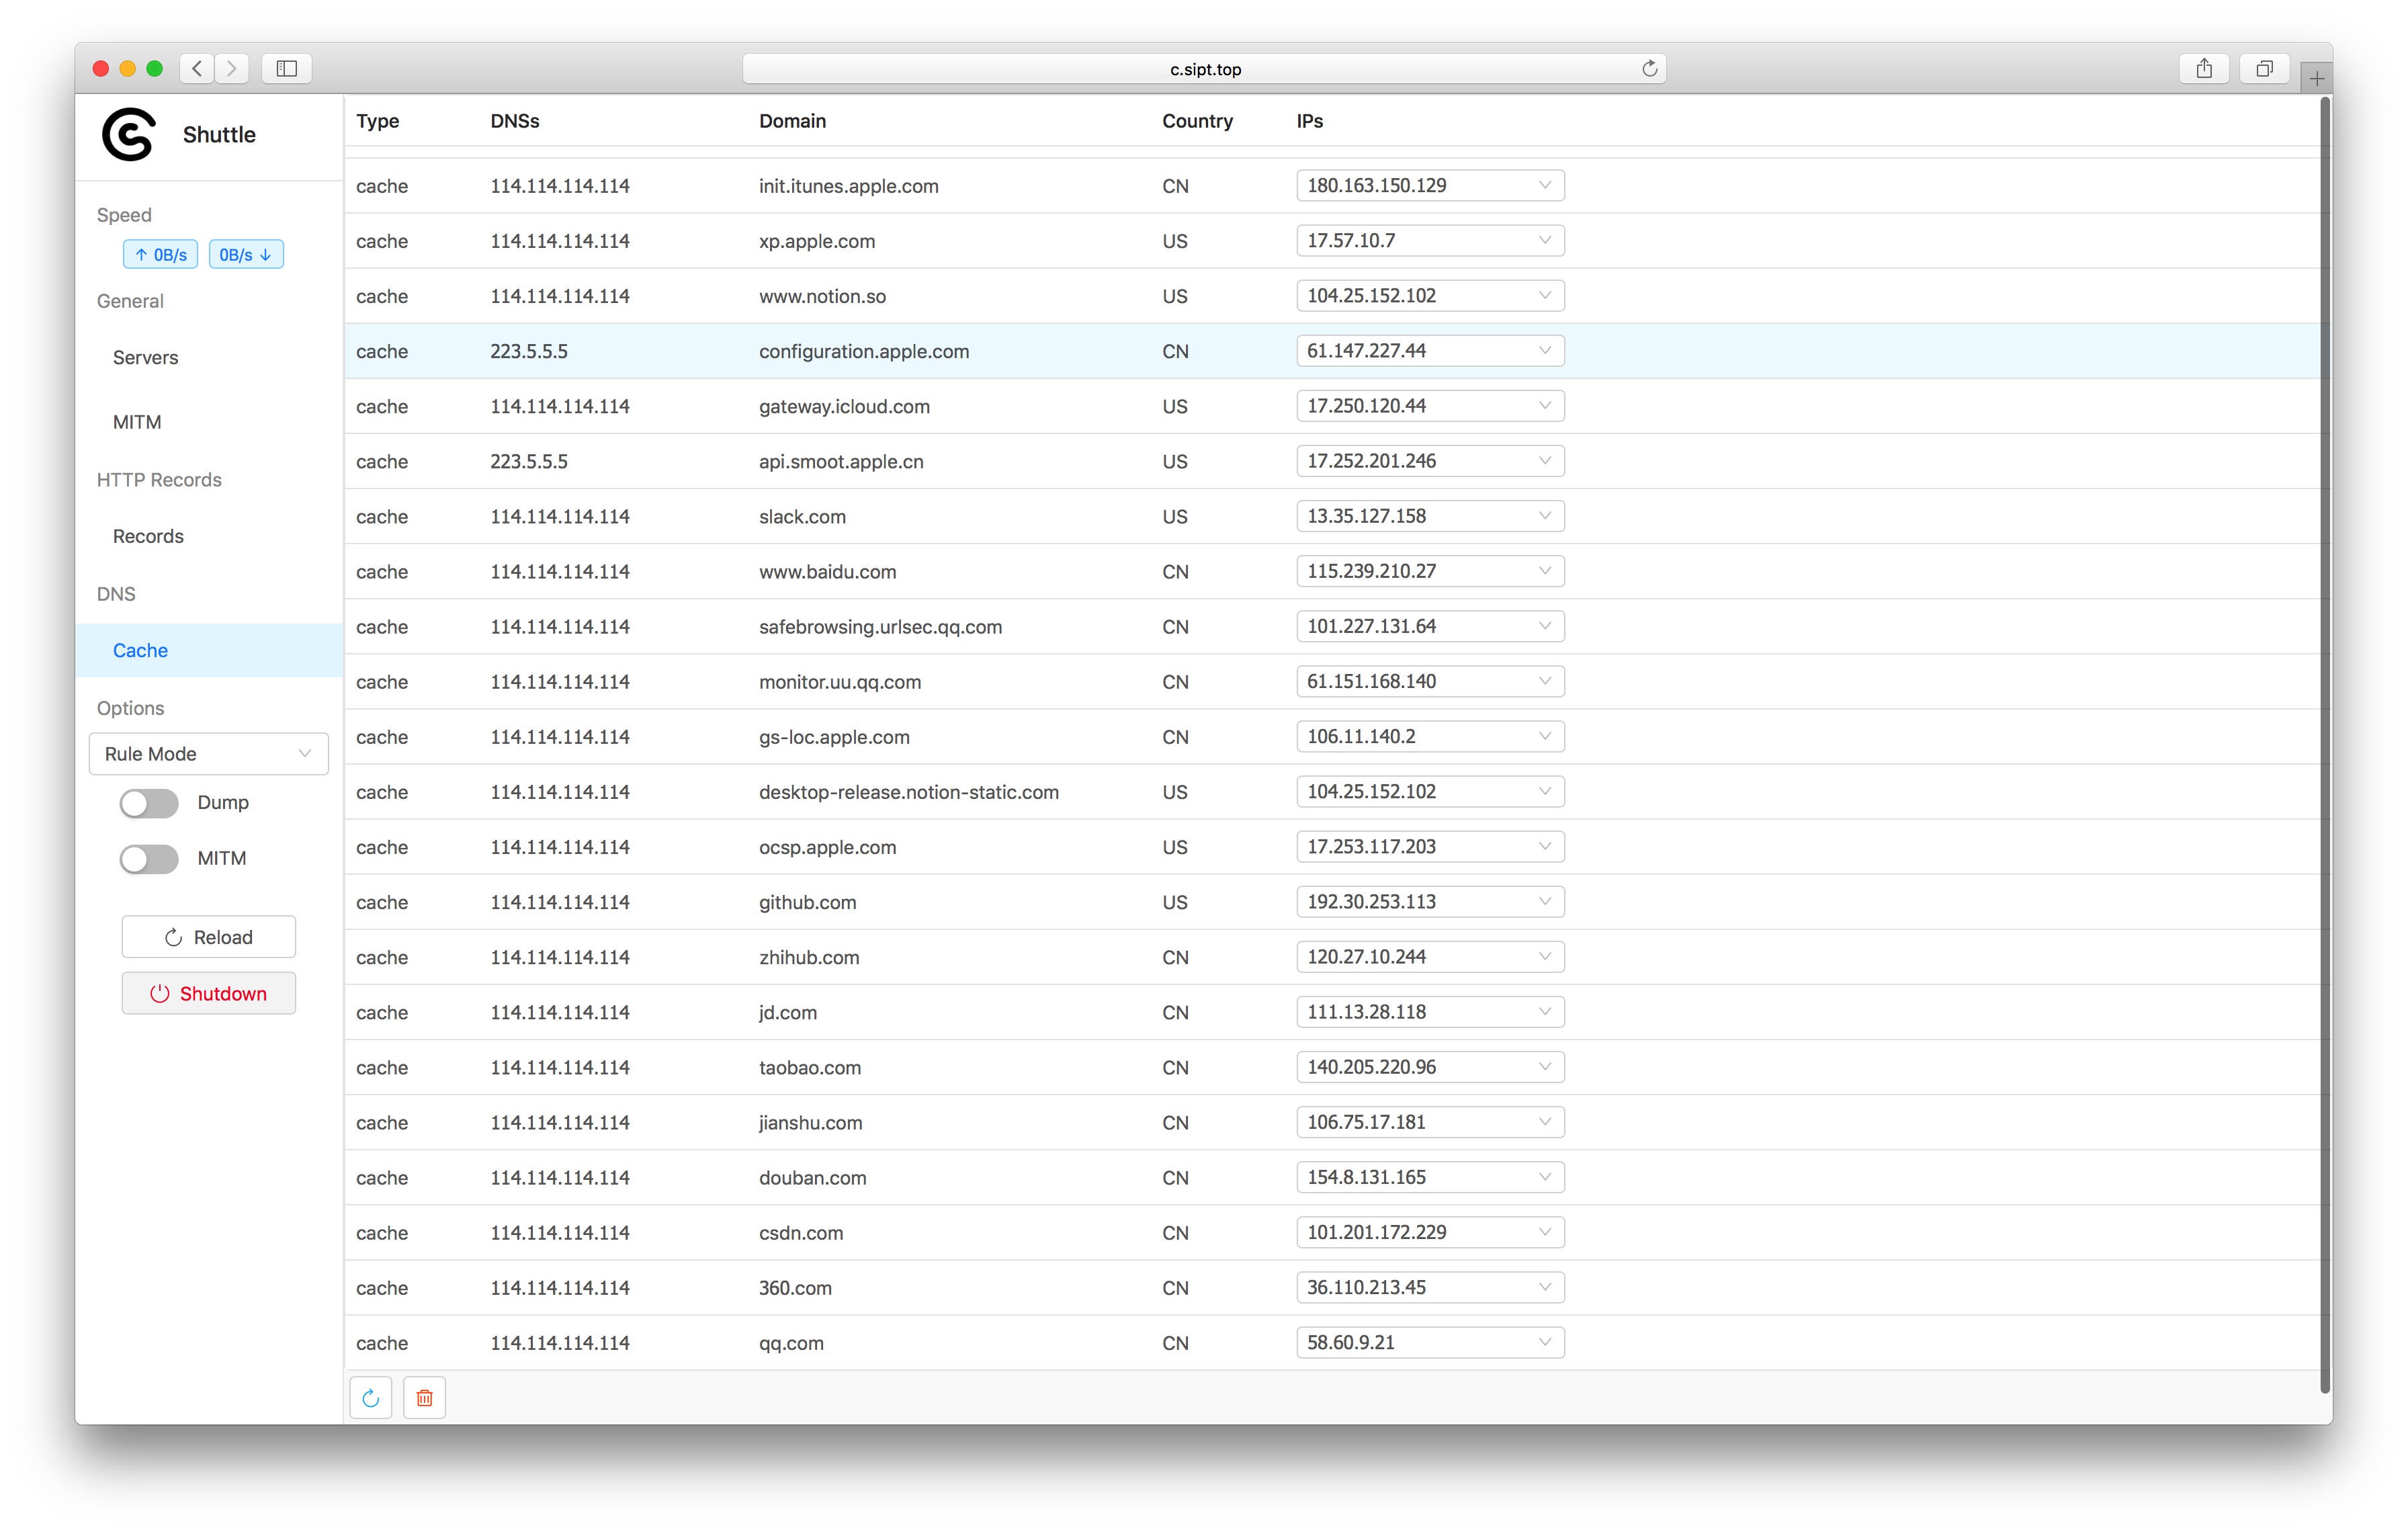 c.sipt.top
Shuttle
Speed
↑ 0B/s 0B/s ↓
General
Servers
MITM
HTTP Records
Records
DNS
Cache
Options
Rule Mode
Dump
MITM
Reload
Shutdown
Type DNSs Domain Country IPs
cache 114.114.114.114 init.itunes.apple.com CN 180.163.150.129
cache 114.114.114.114 xp.apple.com US 17.57.10.7
cache 114.114.114.114 www.notion.so US 104.25.152.102
cache 223.5.5.5 configuration.apple.com CN 61.147.227.44
cache 114.114.114.114 gateway.icloud.com US 17.250.120.44
cache 223.5.5.5 api.smoot.apple.cn US 17.252.201.246
cache 114.114.114.114 slack.com US 13.35.127.158
cache 114.114.114.114 www.baidu.com CN 115.239.210.27
cache 114.114.114.114 safebrowsing.urlsec.qq.com CN 101.227.131.64
cache 114.114.114.114 monitor.uu.qq.com CN 61.151.168.140
cache 114.114.114.114 gs-loc.apple.com CN 106.11.140.2
cache 114.114.114.114 desktop-release.notion-static.com US 104.25.152.102
cache 114.114.114.114 ocsp.apple.com US 17.253.117.203
cache 114.114.114.114 github.com US 192.30.253.113
cache 114.114.114.114 zhihub.com CN 120.27.10.244
cache 114.114.114.114 jd.com CN 111.13.28.118
cache 114.114.114.114 taobao.com CN 140.205.220.96
cache 114.114.114.114 jianshu.com CN 106.75.17.181
cache 114.114.114.114 douban.com CN 154.8.131.165
cache 114.114.114.114 csdn.com CN 101.201.172.229
cache 114.114.114.114 360.com CN 36.110.213.45
cache 114.114.114.114 qq.com CN 58.60.9.21